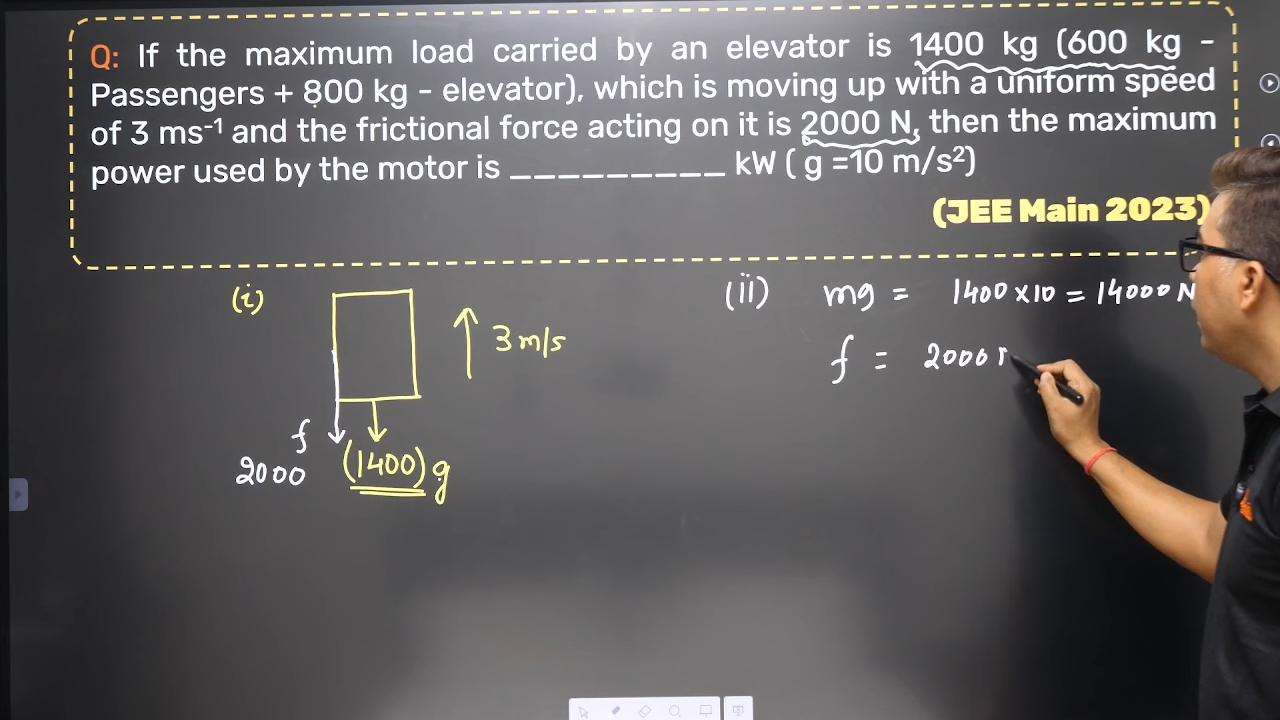 Q: If the maximum load carried by an elevator is 1400 kg (600 kg -
Passengers + 800 kg - elevator), which is moving up with a uniform speed
of 3 ms⁻¹ and the frictional force acting on it is 2000 N, then the maximum
power used by the motor is _________ kW ( g =10 m/s²)
(JEE Main 2023)
(i)
3 m/s
f
2000
(1400) g
(ii) mg = 1400 x 10 = 14000 N
f = 2000